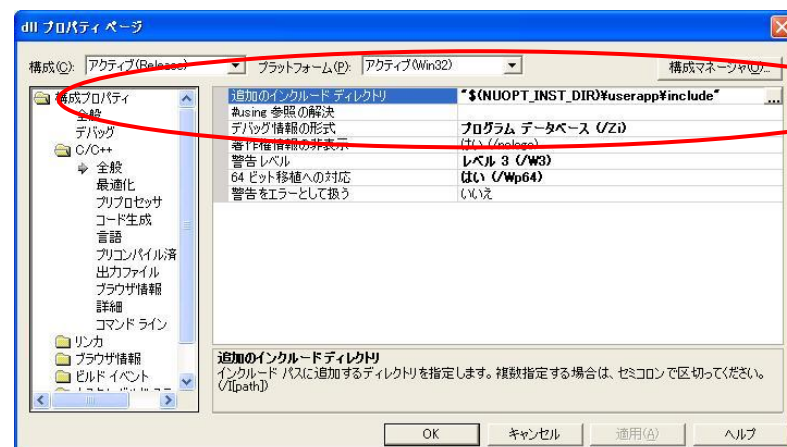 dll プロパティ ページ
構成(C): アクティブ(Release) プラットフォーム(P): アクティブ(Win32) 構成マネージャ(O)...
構成プロパティ
全般
デバッグ
C/C++
全般
最適化
プリプロセッサ
コード生成
言語
プリコンパイル済
出力ファイル
ブラウザ情報
詳細
コマンド ライン
リンカ
ブラウザ情報
ビルド イベント
追加のインクルード ディレクトリ "$(NUOPT_INST_DIR)¥userapp¥include" ...
#using 参照の解決
デバッグ情報の形式 プログラム データベース (/Zi)
著作権情報の非表示 はい (/nologo)
警告レベル レベル 3 (/W3)
64 ビット移植への対応 はい (/Wp64)
警告をエラーとして扱う いいえ
追加のインクルード ディレクトリ
インクルード パスに追加するディレクトリを指定します。複数指定する場合は、セミコロンで区切ってください。
(/I[path])
OK キャンセル 適用(A) ヘルプ